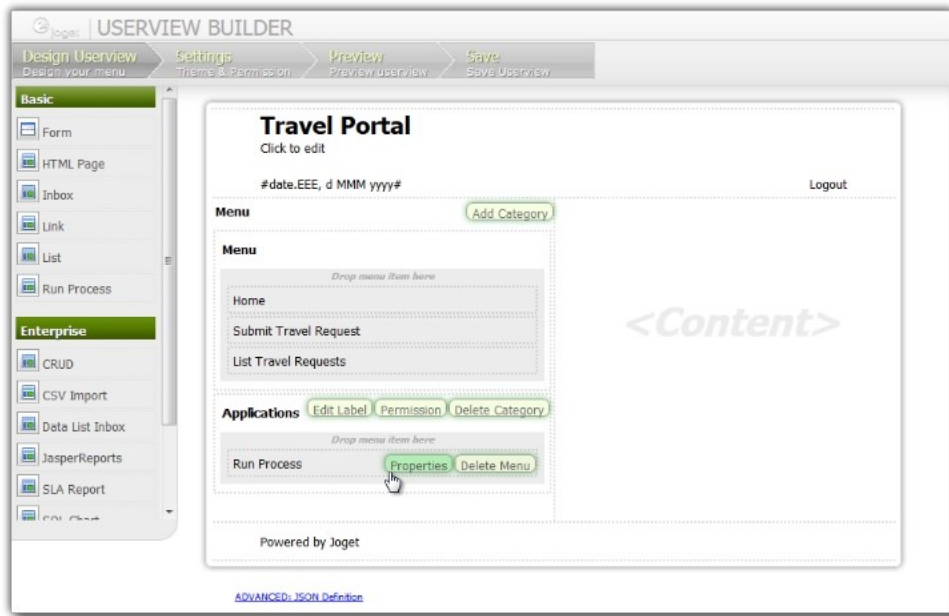 Joget | USERVIEW BUILDER
Design Userview Settings Preview Save
Design your menu Theme & Permission Preview userview Save Userview
Basic
Form
HTML Page
Inbox
Link
List
Run Process
Enterprise
CRUD
CSV Import
Data List Inbox
JasperReports
SLA Report
SQL Chart
Travel Portal
Click to edit
#date.EEE, d MMM yyyy# Logout
Menu Add Category
Menu
Drop menu item here
Home
Submit Travel Request
List Travel Requests
<Content>
Applications Edit Label Permission Delete Category
Drop menu item here
Run Process Properties Delete Menu
Powered by Joget
ADVANCED: JSON Definition